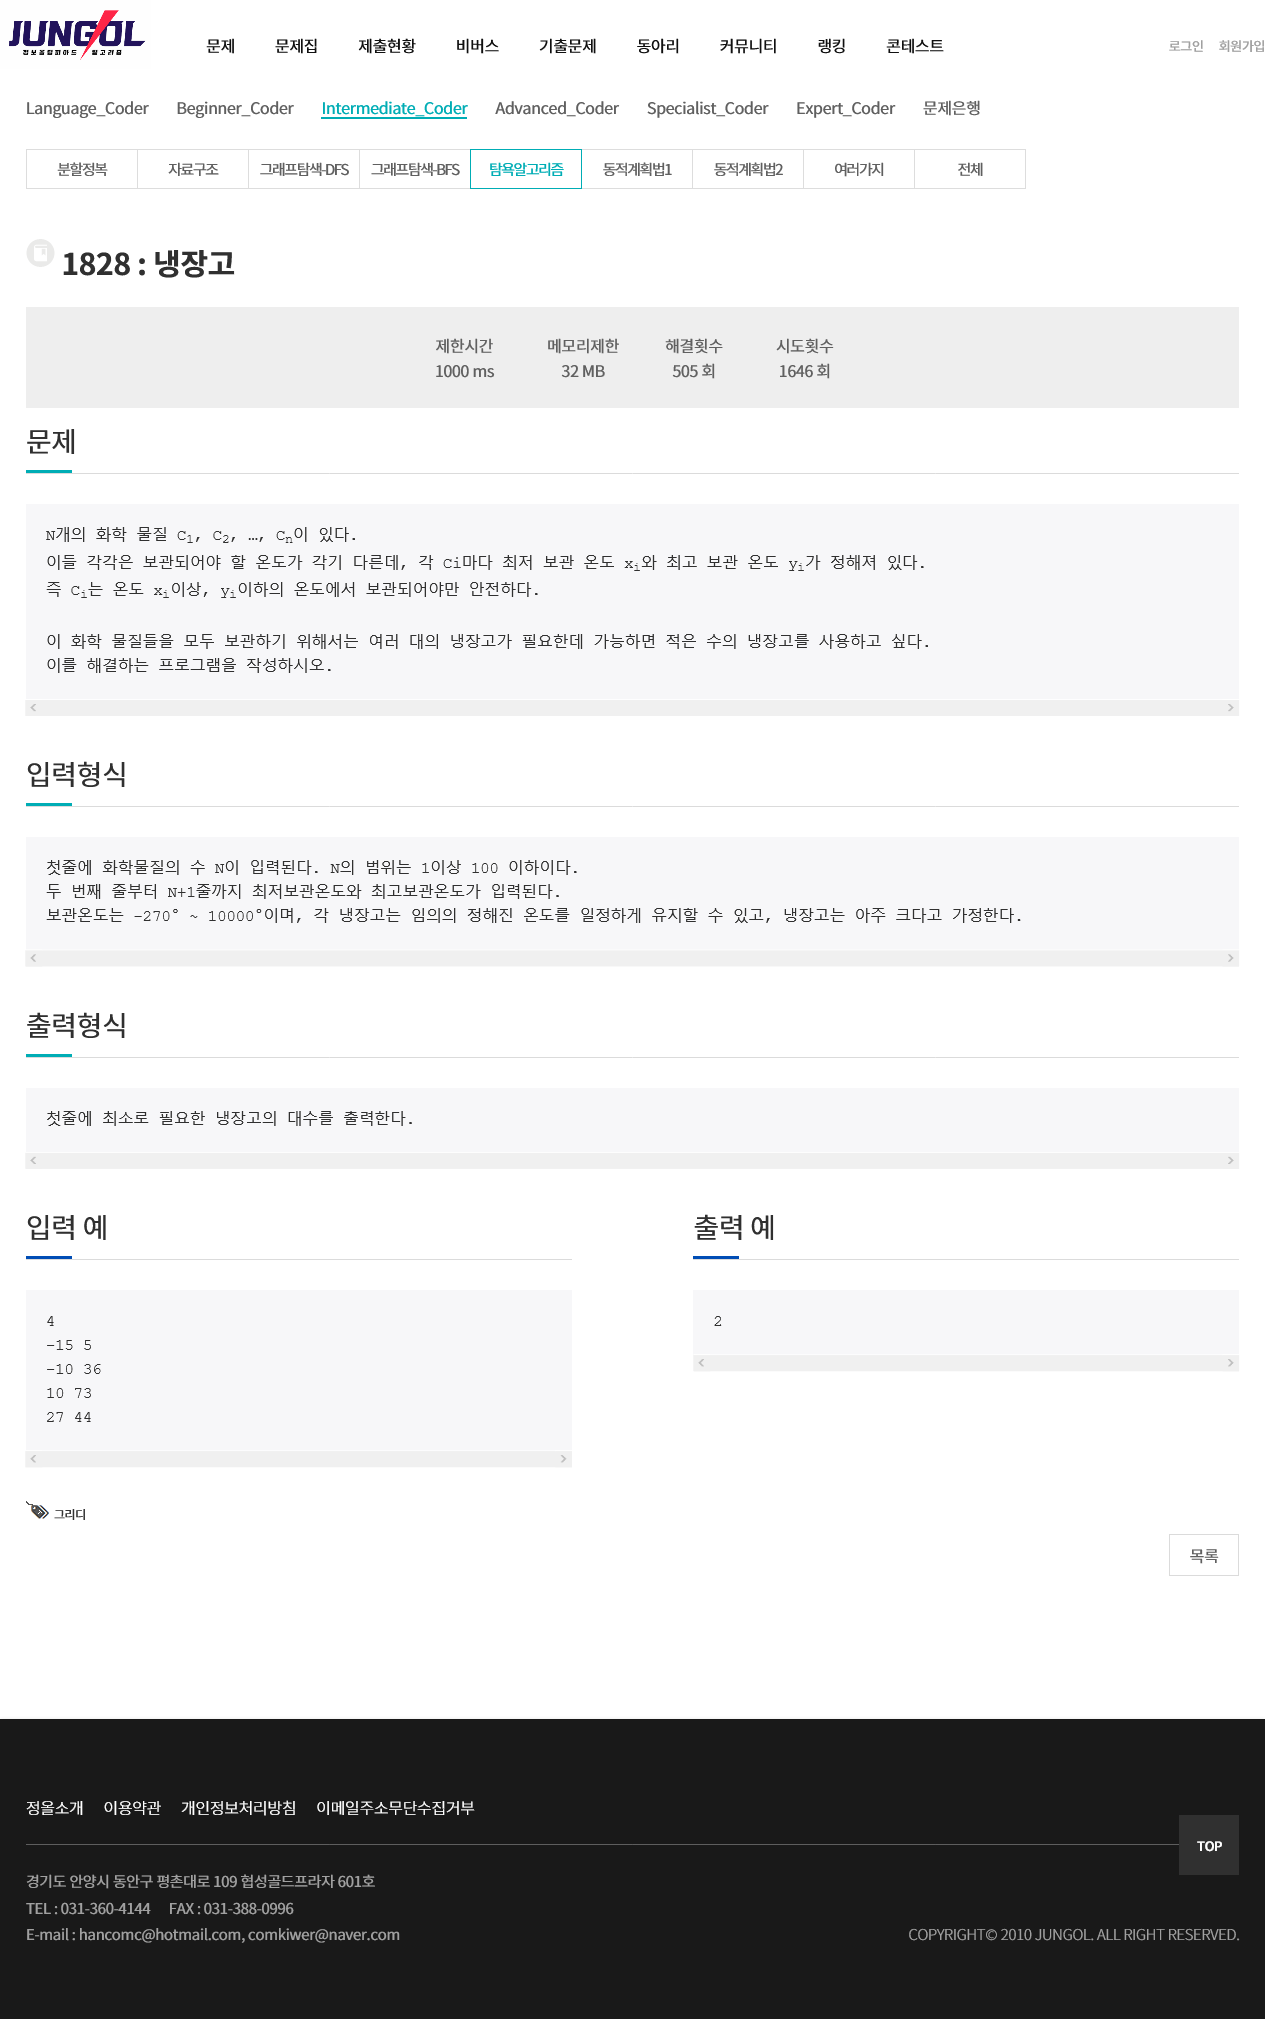 JUNGOL
정보올림피아드 알고리즘
문제 문제집 제출현황 비버스 기출문제 동아리 커뮤니티 랭킹 콘테스트 로그인 회원가입
Language_Coder Beginner_Coder Intermediate_Coder Advanced_Coder Specialist_Coder Expert_Coder 문제은행
분할정복 자료구조 그래프탐색-DFS 그래프탐색-BFS 탐욕알고리즘 동적계획법1 동적계획법2 여러가지 전체
1828 : 냉장고
제한시간 메모리제한 해결횟수 시도횟수
1000 ms 32 MB 505 회 1646 회
문제
N개의 화학 물질 C1, C2, …, Cn이 있다.
이들 각각은 보관되어야 할 온도가 각기 다른데, 각 Ci마다 최저 보관 온도 xi와 최고 보관 온도 yi가 정해져 있다.
즉 Ci는 온도 xi이상, yi이하의 온도에서 보관되어야만 안전하다.
이 화학 물질들을 모두 보관하기 위해서는 여러 대의 냉장고가 필요한데 가능하면 적은 수의 냉장고를 사용하고 싶다.
이를 해결하는 프로그램을 작성하시오.
입력형식
첫줄에 화학물질의 수 N이 입력된다. N의 범위는 1이상 100 이하이다.
두 번째 줄부터 N+1줄까지 최저보관온도와 최고보관온도가 입력된다.
보관온도는 -270° ~ 10000°이며, 각 냉장고는 임의의 정해진 온도를 일정하게 유지할 수 있고, 냉장고는 아주 크다고 가정한다.
출력형식
첫줄에 최소로 필요한 냉장고의 대수를 출력한다.
입력 예
4
-15 5
-10 36
10 73
27 44
출력 예
2
그리디
목록
정올소개 이용약관 개인정보처리방침 이메일주소무단수집거부
TOP
경기도 안양시 동안구 평촌대로 109 협성골드프라자 601호
TEL : 031-360-4144 FAX : 031-388-0996
E-mail : hancomc@hotmail.com, comkiwer@naver.com
COPYRIGHT© 2010 JUNGOL. ALL RIGHT RESERVED.